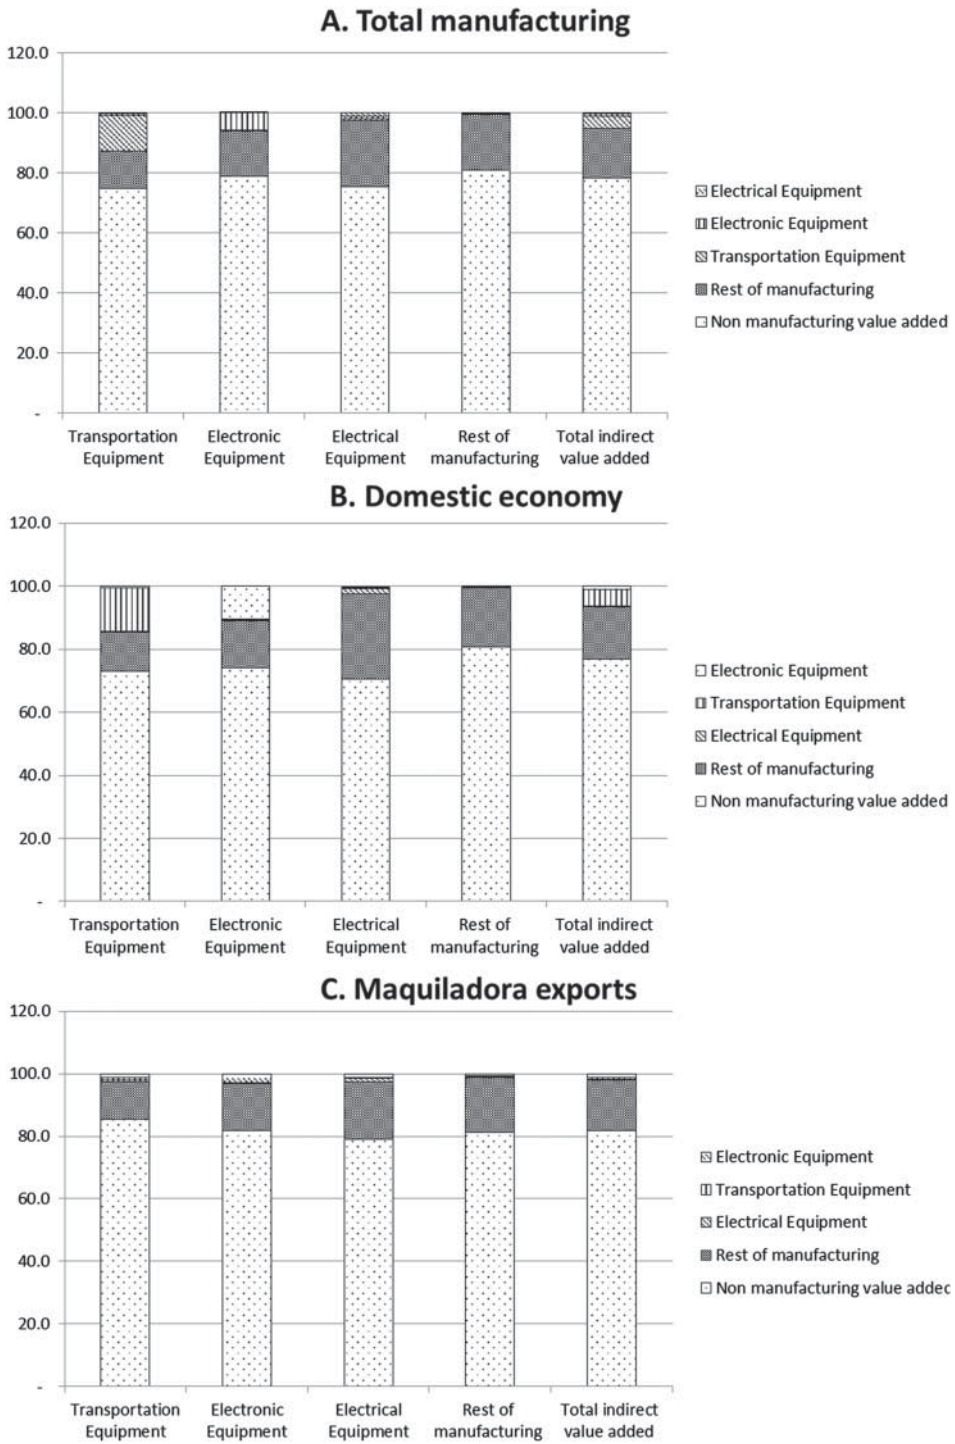 A. Total manufacturing
120.0
100.0
80.0
60.0
40.0
20.0
-
Transportation Equipment
Electronic Equipment
Electrical Equipment
Rest of manufacturing
Total indirect value added
Electrical Equipment
Electronic Equipment
Transportation Equipment
Rest of manufacturing
Non manufacturing value added
B. Domestic economy
120.0
100.0
80.0
60.0
40.0
20.0
-
Transportation Equipment
Electronic Equipment
Electrical Equipment
Rest of manufacturing
Total indirect value added
Electronic Equipment
Transportation Equipment
Electrical Equipment
Rest of manufacturing
Non manufacturing value added
C. Maquiladora exports
120.0
100.0
80.0
60.0
40.0
20.0
-
Transportation Equipment
Electronic Equipment
Electrical Equipment
Rest of manufacturing
Total indirect value added
Electronic Equipment
Transportation Equipment
Electrical Equipment
Rest of manufacturing
Non manufacturing value addec